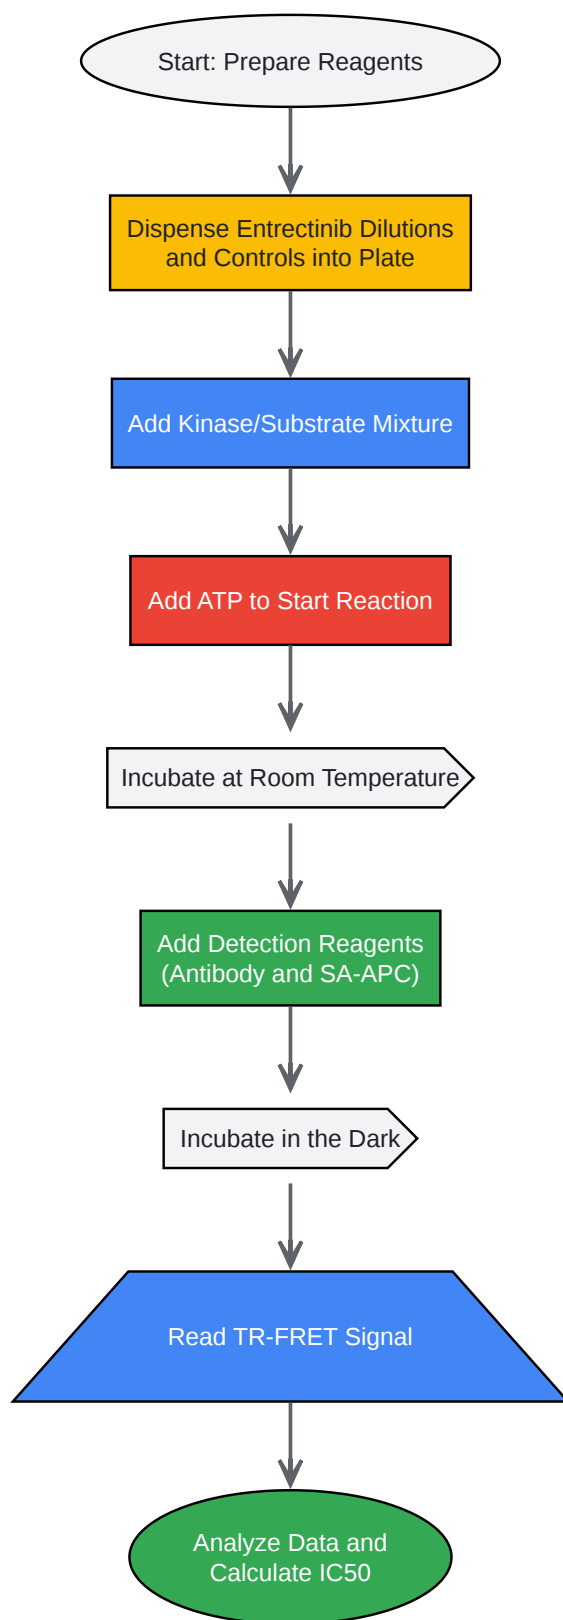 Start: Prepare Reagents
Dispense Entrectinib Dilutions
and Controls into Plate
Add Kinase/Substrate Mixture
Add ATP to Start Reaction
Incubate at Room Temperature
Add Detection Reagents
(Antibody and SA-APC)
Incubate in the Dark
Read TR-FRET Signal
Analyze Data and
Calculate IC50